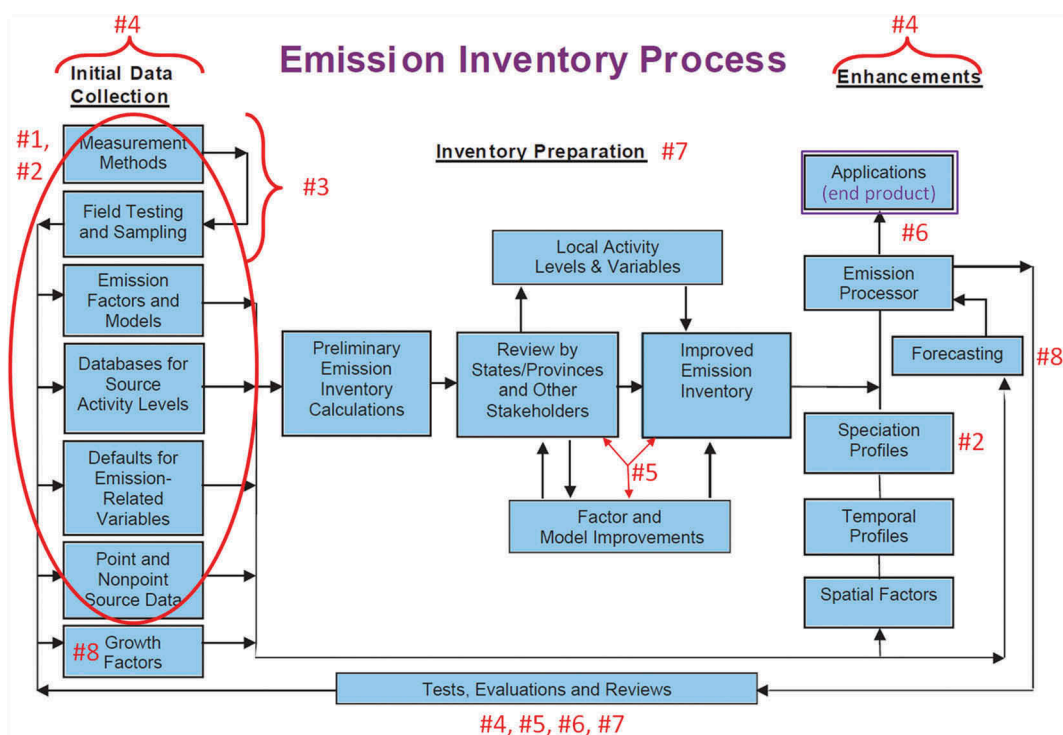 #4
Emission Inventory Process
#4
Initial Data
Collection
Enhancements
#1,
#2
Measurement
Methods
#3
Inventory Preparation #7
Applications
(end product)
Field Testing
and Sampling
Local Activity
Levels & Variables
#6
Emission
Factors and
Models
Emission
Processor
Preliminary
Emission
Inventory
Calculations
Review by
States/Provinces
and Other
Stakeholders
Improved
Emission
Inventory
Forecasting
#8
Databases for
Source
Activity Levels
Speciation
Profiles
#2
#5
Defaults for
Emission-
Related
Variables
Factor and
Model Improvements
Temporal
Profiles
Point and
Nonpoint
Source Data
Spatial Factors
#8 Growth
Factors
Tests, Evaluations and Reviews
#4, #5, #6, #7